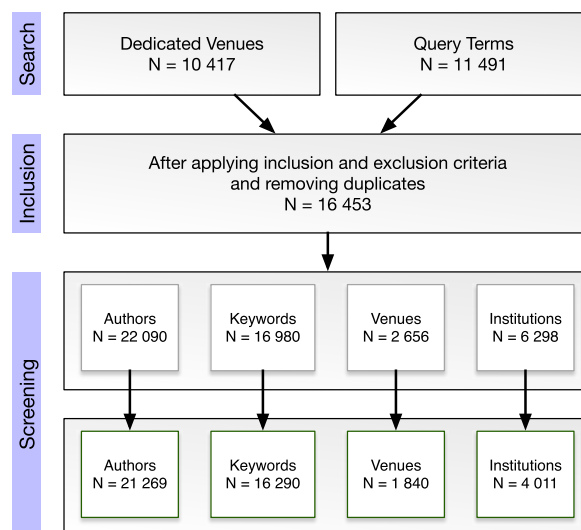 Search
Dedicated Venues
N = 10 417
Query Terms
N = 11 491
Inclusion
After applying inclusion and exclusion criteria
and removing duplicates
N = 16 453
Screening
Authors
N = 22 090
Keywords
N = 16 980
Venues
N = 2 656
Institutions
N = 6 298
Authors
N = 21 269
Keywords
N = 16 290
Venues
N = 1 840
Institutions
N = 4 011